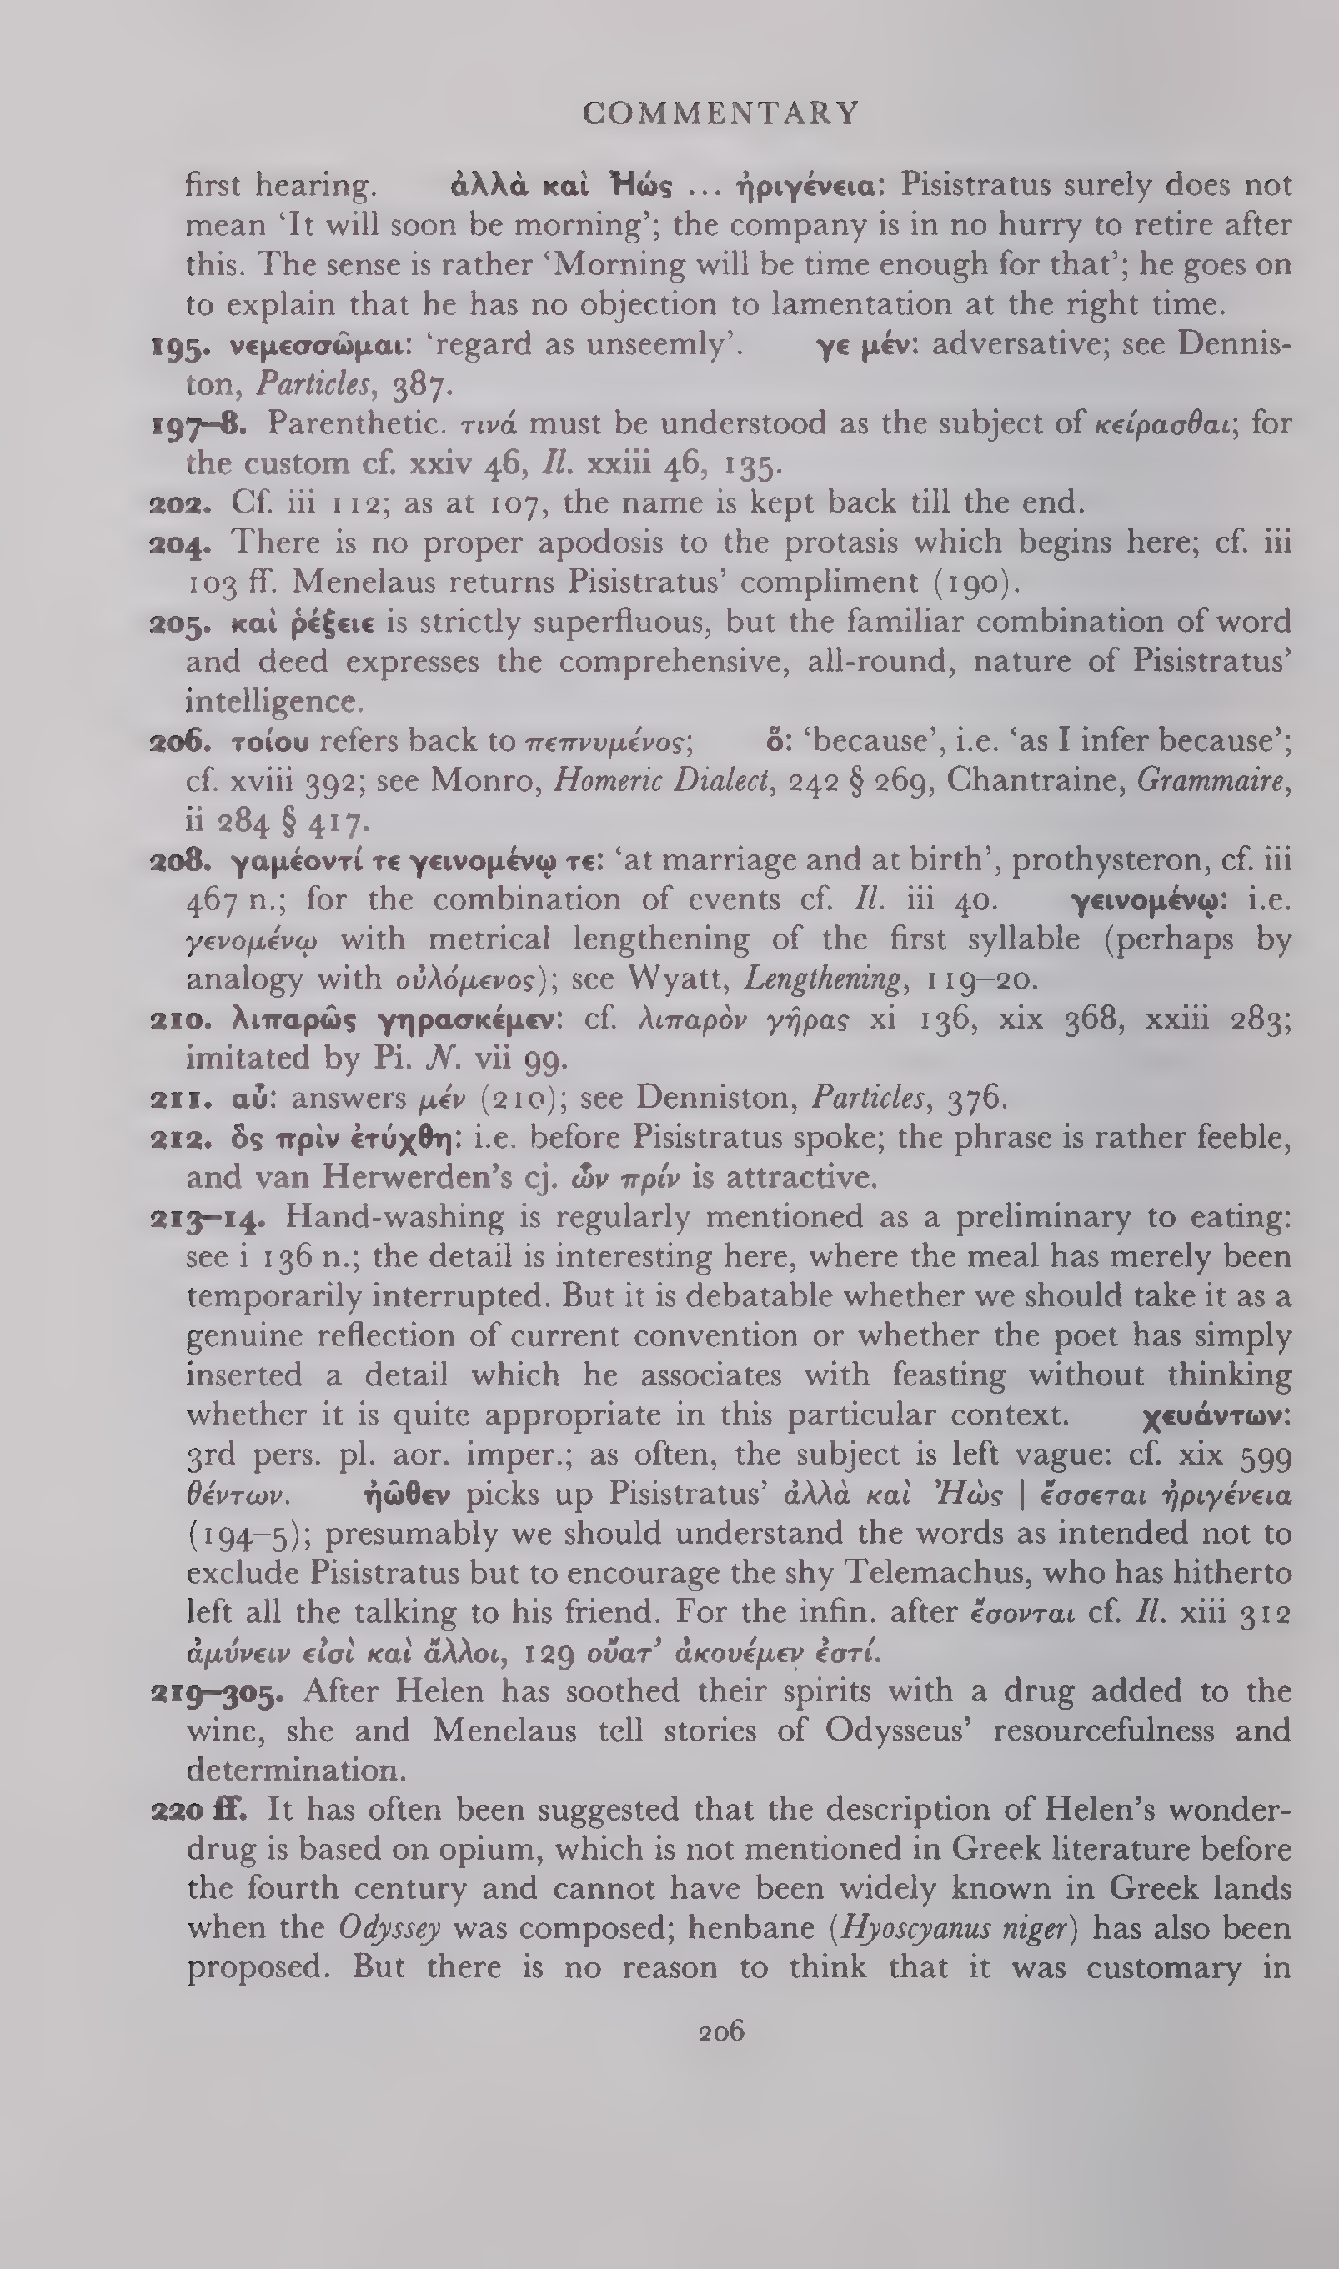 COMMENTARY
first hearing. ἀλλὰ καὶ Ἠὼς ... ἠριγένεια: Pisistratus surely does not
mean ‘It will soon be morning’; the company is in no hurry to retire after
this. The sense is rather ‘Morning will be time enough for that’; he goes on
to explain that he has no objection to lamentation at the right time.
195. νεμεσσῶμαι: ‘regard as unseemly’. γε μέν: adversative; see Dennis-
ton, Particles, 387.
197–8. Parenthetic. τινά must be understood as the subject of κείρασθαι; for
the custom cf. xxiv 46, Il. xxiii 46, 135.
202. Cf. iii 112; as at 107, the name is kept back till the end.
204. There is no proper apodosis to the protasis which begins here; cf. iii
103 ff. Menelaus returns Pisistratus’ compliment (190).
205. καὶ ῥέξειε is strictly superfluous, but the familiar combination of word
and deed expresses the comprehensive, all-round, nature of Pisistratus’
intelligence.
206. τοίου refers back to πεπνυμένος; ὅ: ‘because’, i.e. ‘as I infer because’;
cf. xviii 392; see Monro, Homeric Dialect, 242 § 269, Chantraine, Grammaire,
ii 284 § 417.
208. γαμέοντί τε γεινομένῳ τε: ‘at marriage and at birth’, prothysteron, cf. iii
467 n.; for the combination of events cf. Il. iii 40. γεινομένῳ: i.e.
γενομένῳ with metrical lengthening of the first syllable (perhaps by
analogy with οὐλόμενος); see Wyatt, Lengthening, 119–20.
210. λιπαρῶς γηρασκέμεν: cf. λιπαρὸν γῆρας xi 136, xix 368, xxiii 283;
imitated by Pi. N. vii 99.
211. αὖ: answers μέν (210); see Denniston, Particles, 376.
212. ὃς πρὶν ἐτύχθη: i.e. before Pisistratus spoke; the phrase is rather feeble,
and van Herwerden’s cj. ὧν πρίν is attractive.
213–14. Hand-washing is regularly mentioned as a preliminary to eating:
see i 136 n.; the detail is interesting here, where the meal has merely been
temporarily interrupted. But it is debatable whether we should take it as a
genuine reflection of current convention or whether the poet has simply
inserted a detail which he associates with feasting without thinking
whether it is quite appropriate in this particular context. χευάντων:
3rd pers. pl. aor. imper.; as often, the subject is left vague: cf. xix 599
θέντων. ἠῶθεν picks up Pisistratus’ ἀλλὰ καὶ Ἠὼς | ἔσσεται ἠριγένεια
(194–5); presumably we should understand the words as intended not to
exclude Pisistratus but to encourage the shy Telemachus, who has hitherto
left all the talking to his friend. For the infin. after ἔσονται cf. Il. xiii 312
ἀμύνειν εἰσὶ καὶ ἄλλοι, 129 οὔατ’ ἀκουέμεν ἐστί.
219–305. After Helen has soothed their spirits with a drug added to the
wine, she and Menelaus tell stories of Odysseus’ resourcefulness and
determination.
220 ff. It has often been suggested that the description of Helen’s wonder-
drug is based on opium, which is not mentioned in Greek literature before
the fourth century and cannot have been widely known in Greek lands
when the Odyssey was composed; henbane (Hyoscyanus niger) has also been
proposed. But there is no reason to think that it was customary in
206